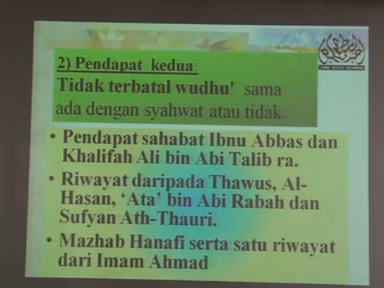 2) Pendapat kedua:
Tidak terbatal wudhu' sama
ada dengan syahwat atau tidak.
• Pendapat sahabat Ibnu Abbas dan
Khalifah Ali bin Abi Talib ra.
• Riwayat daripada Thawus, Al-
Hasan, ‘Ata’ bin Abi Rabah dan
Sufyan Ath-Thauri.
• Mazhab Hanafi serta satu riwayat
dari Imam Ahmad